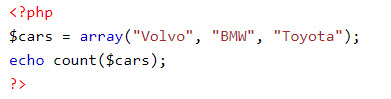 <?php
$cars = array("Volvo", "BMW", "Toyota");
echo count($cars);
?>